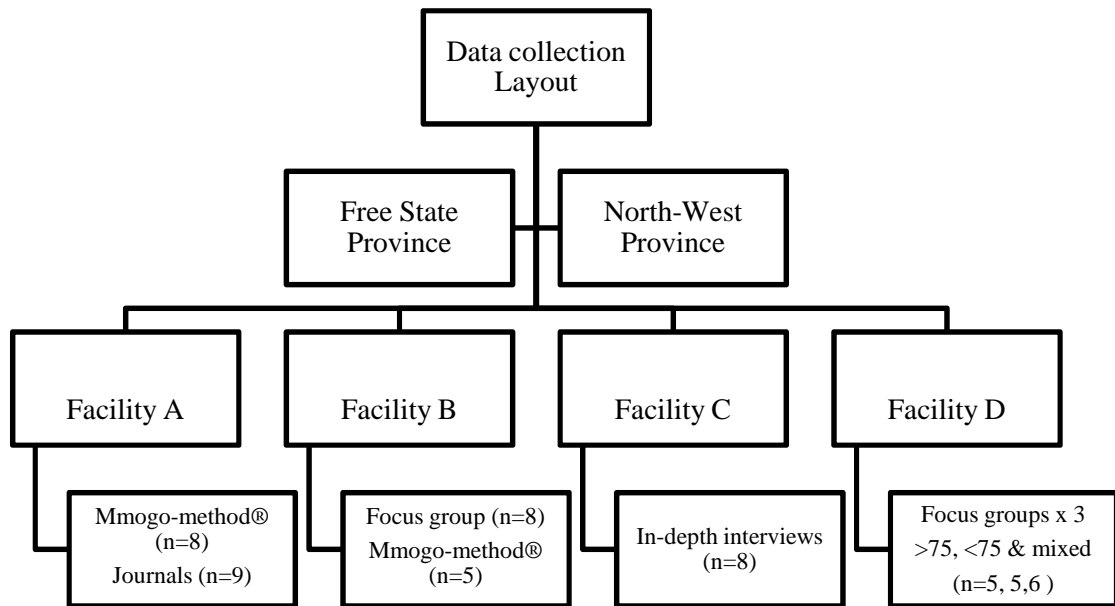 Data collection
Layout
Free State
Province
North-West
Province
Facility A
Facility B
Facility C
Facility D
Mmogo-method®
(n=8)
Journals (n=9)
Focus group (n=8)
Mmogo-method®
(n=5)
In-depth interviews
(n=8)
Focus groups x 3
>75, <75 & mixed
(n=5, 5,6 )